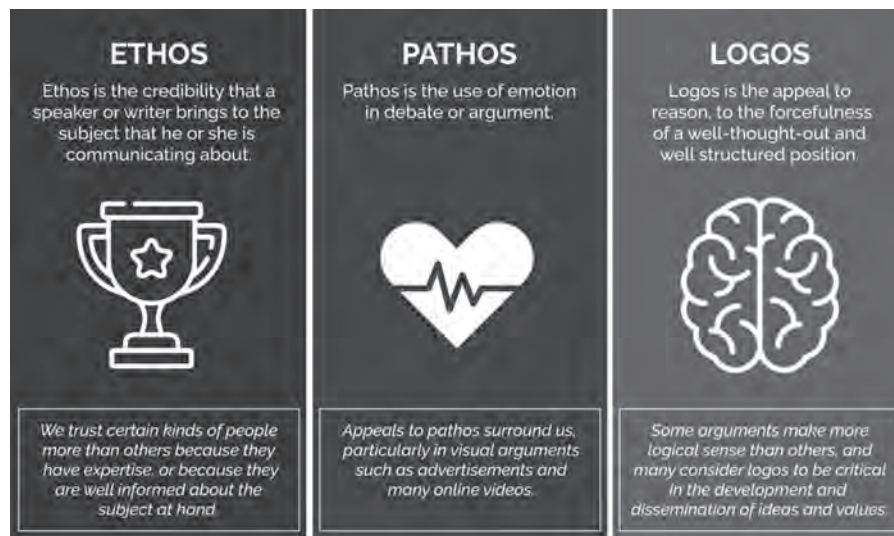 ETHOS
Ethos is the credibility that a
speaker or writer brings to the
subject that he or she is
communicating about.
We trust certain kinds of people
more than others because they
have expertise, or because they
are well informed about the
subject at hand
PATHOS
Pathos is the use of emotion
in debate or argument.
Appeals to pathos surround us,
particularly in visual arguments
such as advertisements and
many online videos.
LOGOS
Logos is the appeal to
reason, to the forcefulness
of a well-thought-out and
well structured position
Some arguments make more
logical sense than others, and
many consider logos to be critical
in the development and
dissemination of ideas and values.